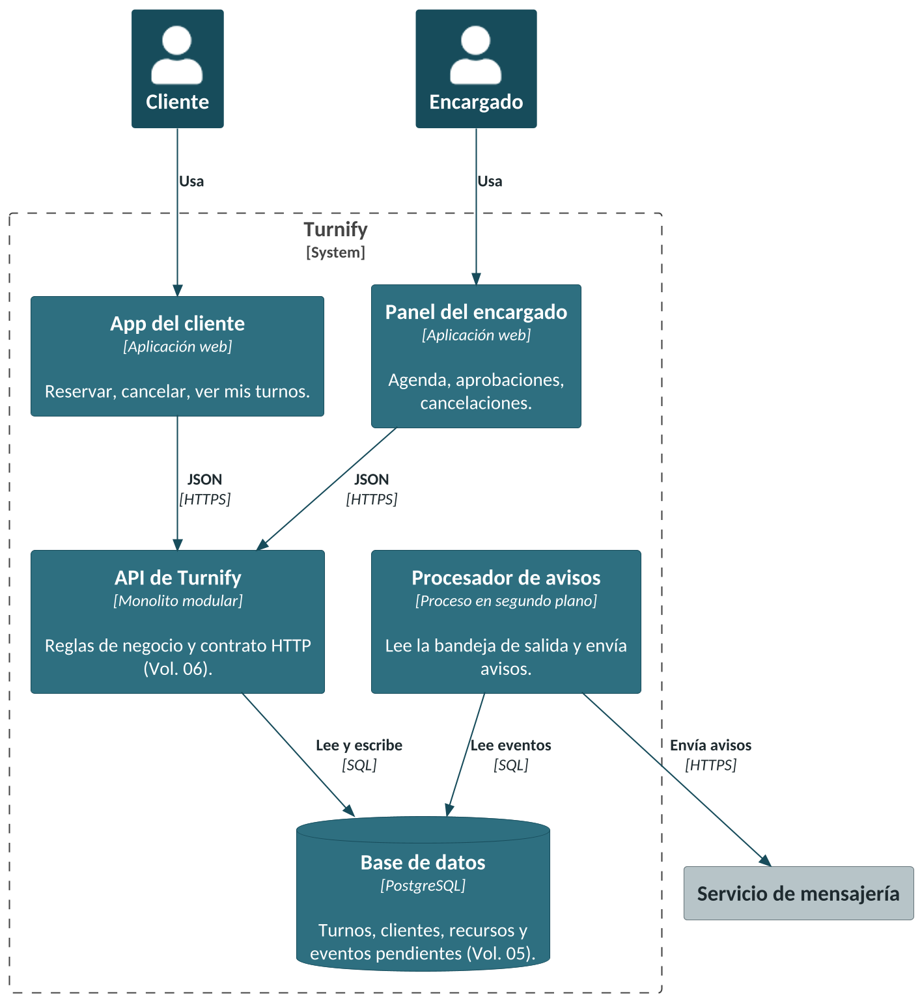 Cliente
Encargado
Usa
Usa
Turnify
[System]
App del cliente
[Aplicación web]
Reservar, cancelar, ver mis turnos.
Panel del encargado
[Aplicación web]
Agenda, aprobaciones,
cancelaciones.
JSON
[HTTPS]
JSON
[HTTPS]
API de Turnify
[Monolito modular]
Reglas de negocio y contrato HTTP
(Vol. 06).
Procesador de avisos
[Proceso en segundo plano]
Lee la bandeja de salida y envía
avisos.
Lee y escribe
[SQL]
Lee eventos
[SQL]
Envía avisos
[HTTPS]
Base de datos
[PostgreSQL]
Turnos, clientes, recursos y
eventos pendientes (Vol. 05).
Servicio de mensajería